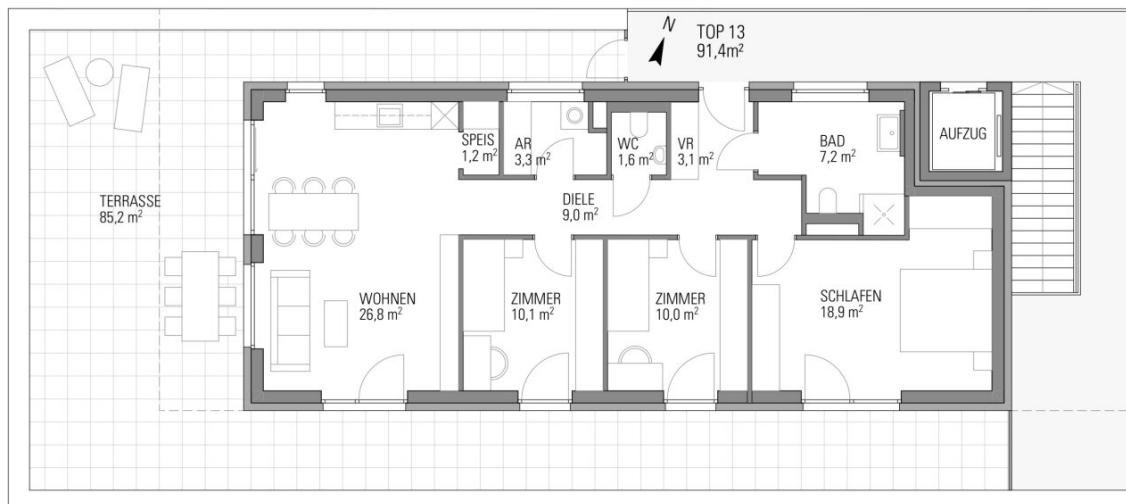 N
TOP 13
91,4m²
SPEIS
1,2 m²
AR
3,3 m²
WC
1,6 m²
VR
3,1 m²
BAD
7,2 m²
AUFZUG
TERRASSE
85,2 m²
DIELE
9,0 m²
WOHNEN
26,8 m²
ZIMMER
10,1 m²
ZIMMER
10,0 m²
SCHLAFEN
18,9 m²